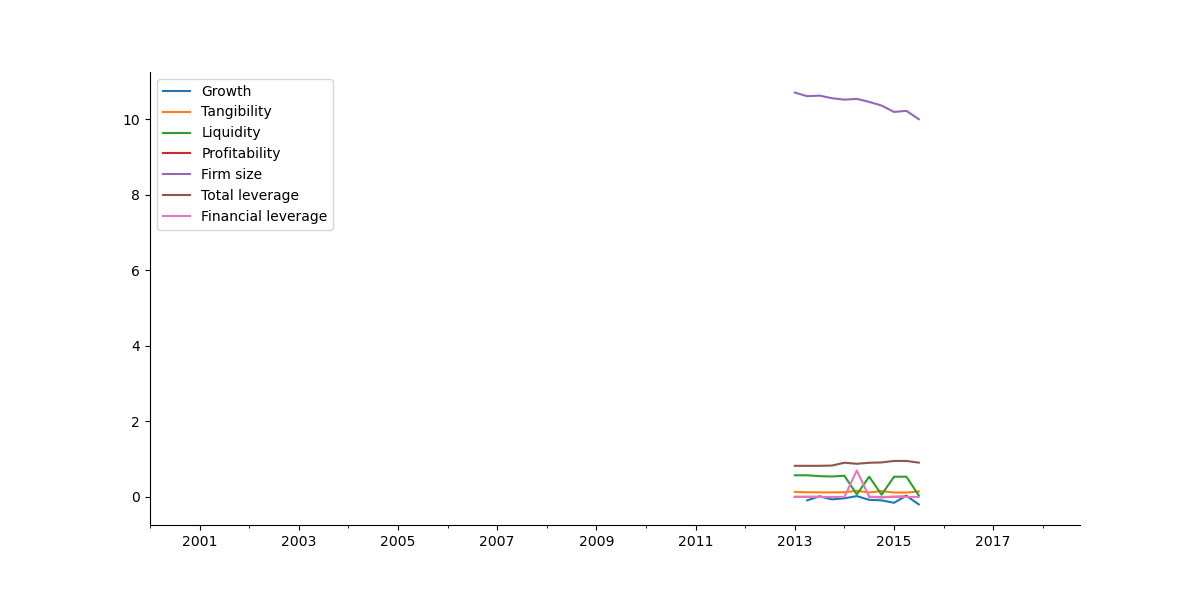 Growth
Tangibility
Liquidity
Profitability
Firm size
Total leverage
Financial leverage
10
8
6
4
2
0
2001 2003 2005 2007 2009 2011 2013 2015 2017